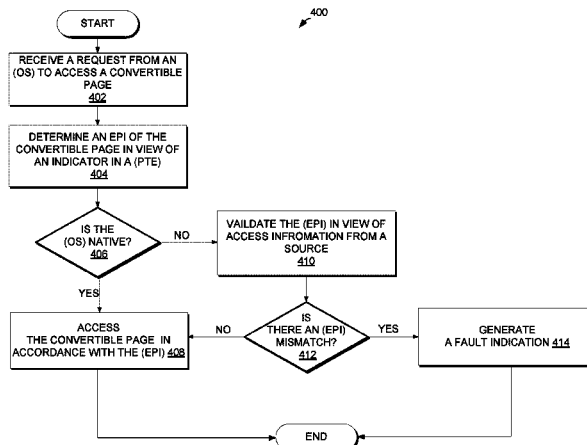 START
400
RECEIVE A REQUEST FROM AN
(OS) TO ACCESS A CONVERTIBLE
PAGE
402
DETERMINE AN EPI OF THE
CONVERTIBLE PAGE IN VIEW OF
AN INDICATOR IN A (PTE)
404
IS THE
(OS) NATIVE?
406
NO
VAILDATE THE (EPI) IN VIEW OF
ACCESS INFROMATION FROM A
SOURCE
410
YES
ACCESS
THE CONVERTIBLE PAGE IN
ACCORDANCE WITH THE (EPI) 408
NO
IS
THERE AN (EPI)
MISMATCH?
412
YES
GENERATE
A FAULT INDICATION 414
END